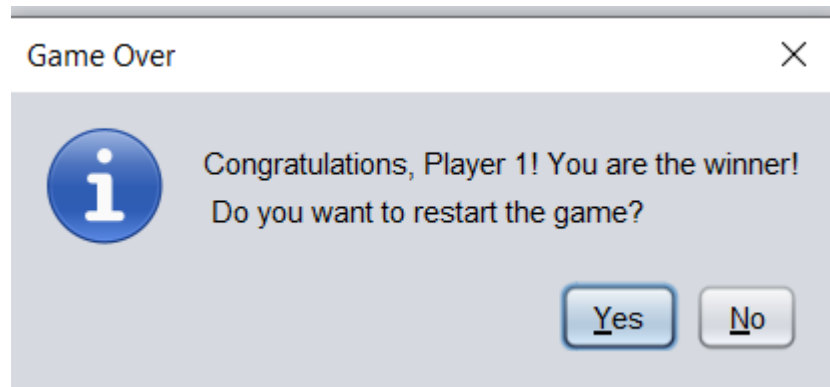 Game Over
Congratulations, Player 1! You are the winner!
Do you want to restart the game?
Yes No